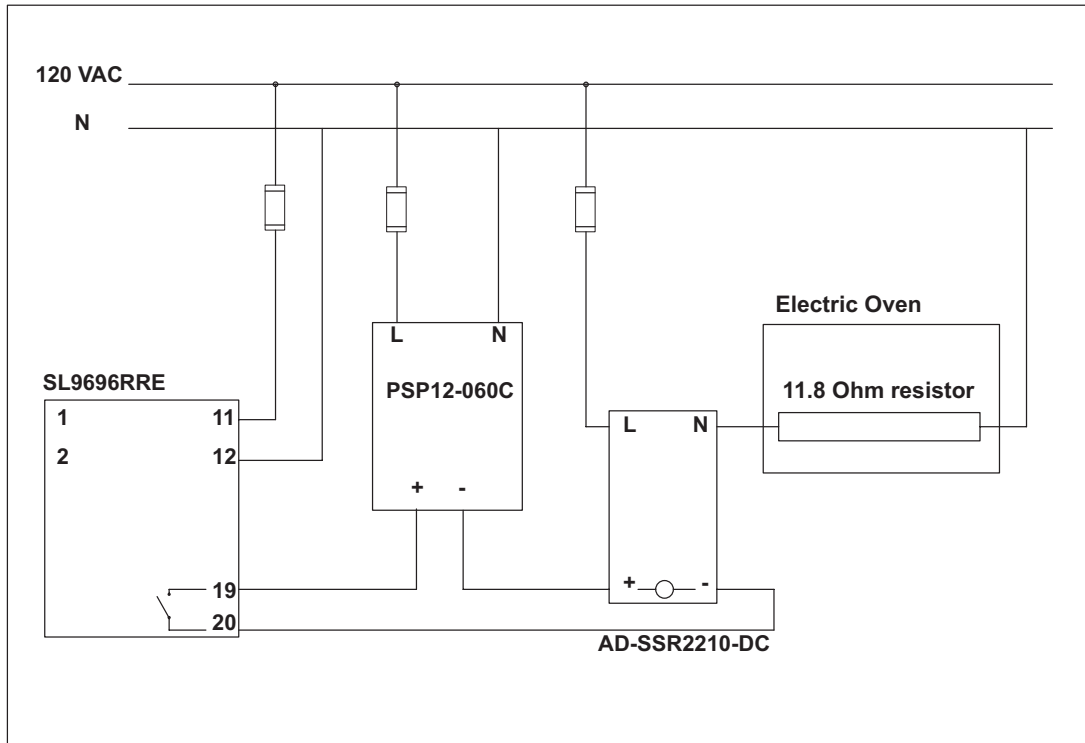 120 VAC
N
Electric Oven
L N
SL9696RRE
PSP12-060C
11.8 Ohm resistor
1 11
L N
2 12
+ -
+ -
19
20
AD-SSR2210-DC